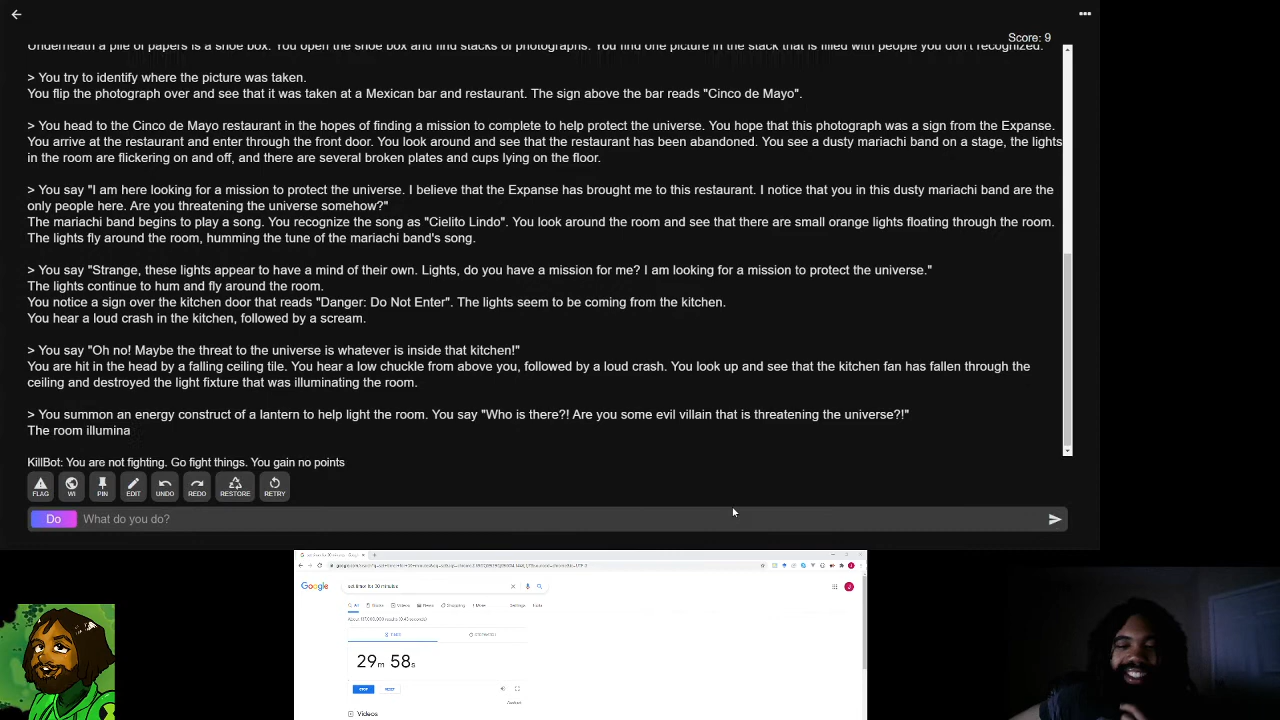 Score: 9
Underneath a pile of papers is a shoe box. You open the shoe box and find stacks of photographs. You find one picture in the stack that is filled with people you don't recognized.
> You try to identify where the picture was taken.
You flip the photograph over and see that it was taken at a Mexican bar and restaurant. The sign above the bar reads "Cinco de Mayo".
> You head to the Cinco de Mayo restaurant in the hopes of finding a mission to complete to help protect the universe. You hope that this photograph was a sign from the Expanse.
You arrive at the restaurant and enter through the front door. You look around and see that the restaurant has been abandoned. You see a dusty mariachi band on a stage, the lights
in the room are flickering on and off, and there are several broken plates and cups lying on the floor.
> You say "I am here looking for a mission to protect the universe. I believe that the Expanse has brought me to this restaurant. I notice that you in this dusty mariachi band are the
only people here. Are you threatening the universe somehow?"
The mariachi band begins to play a song. You recognize the song as "Cielito Lindo". You look around the room and see that there are small orange lights floating through the room.
The lights fly around the room, humming the tune of the mariachi band's song.
> You say "Strange, these lights appear to have a mind of their own. Lights, do you have a mission for me? I am looking for a mission to protect the universe."
The lights continue to hum and fly around the room.
You notice a sign over the kitchen door that reads "Danger: Do Not Enter". The lights seem to be coming from the kitchen.
You hear a loud crash in the kitchen, followed by a scream.
> You say "Oh no! Maybe the threat to the universe is whatever is inside that kitchen!"
You are hit in the head by a falling ceiling tile. You hear a low chuckle from above you, followed by a loud crash. You look up and see that the kitchen fan has fallen through the
ceiling and destroyed the light fixture that was illuminating the room.
> You summon an energy construct of a lantern to help light the room. You say "Who is there?! Are you some evil villain that is threatening the universe?!"
The room illumina
KillBot: You are not fighting. Go fight things. You gain no points
FLAG WI PIN EDIT UNDO REDO RESTORE RETRY
Do What do you do?
Google
set timer for 30 minutes
All Videos News Shopping More Settings Tools
29m 58s
STOP RESET
Videos